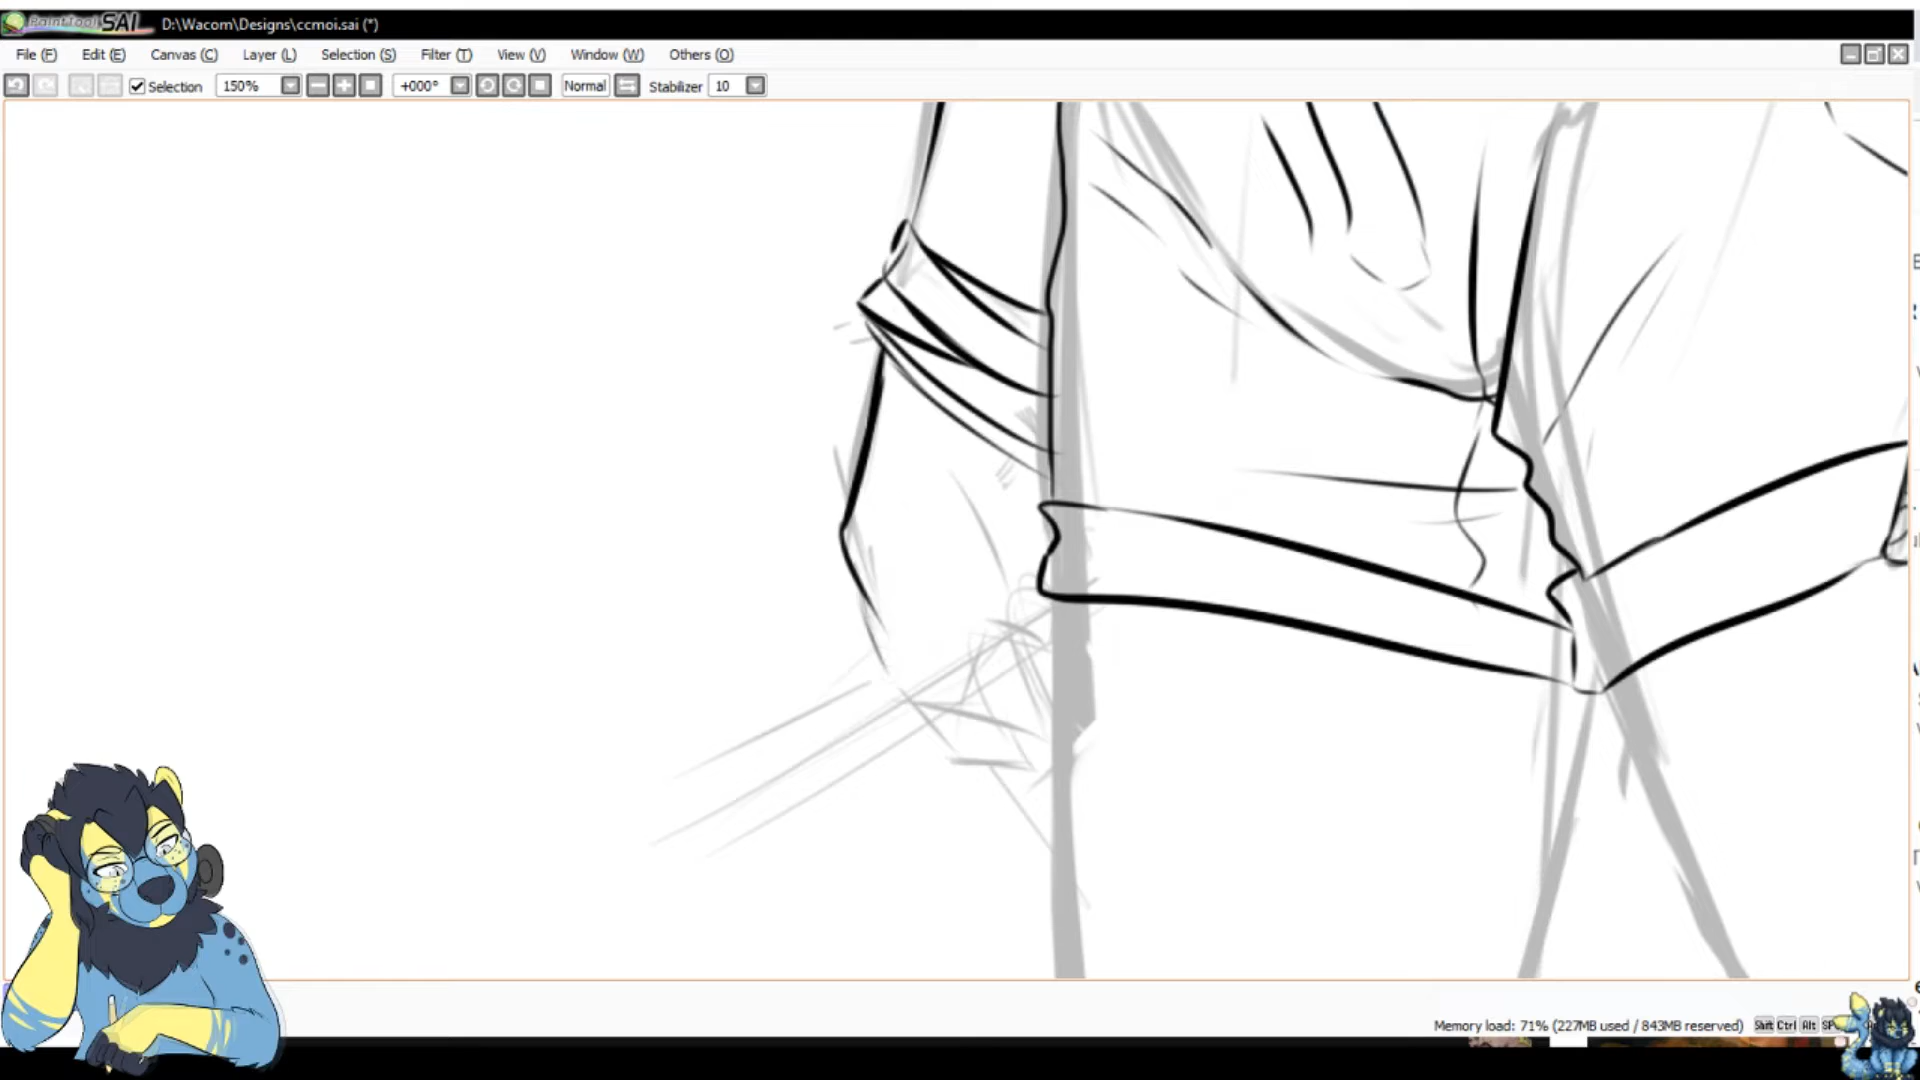 PaintTool SAI D:\Wacom\Designs\ccmoi.sai (*)
File (F) Edit (E) Canvas (C) Layer (L) Selection (S) Filter (T) View (V) Window (W) Others (O)
Selection 150% +000° Normal Stabilizer 10
Memory load: 71% (227MB used / 843MB reserved) Shift Ctrl Alt